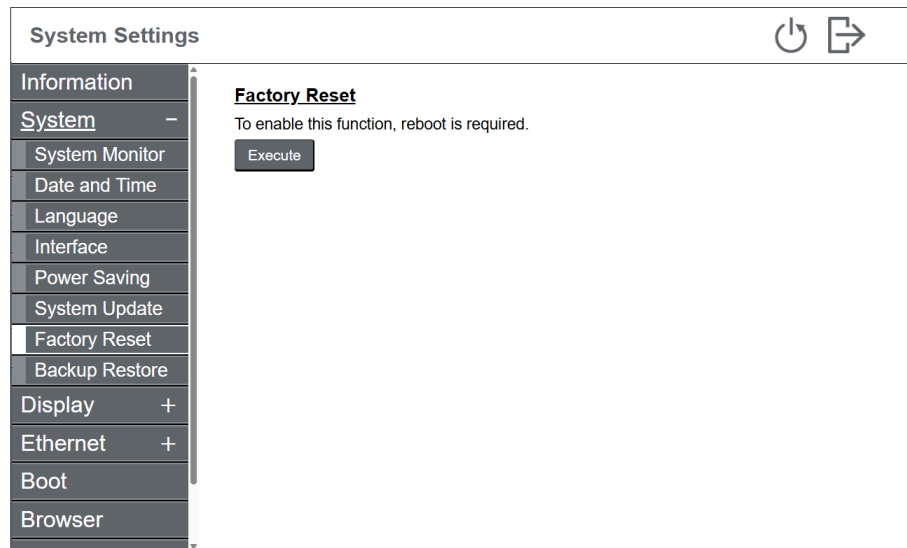 System Settings
Information
System −
System Monitor
Date and Time
Language
Interface
Power Saving
System Update
Factory Reset
Backup Restore
Display +
Ethernet +
Boot
Browser
Factory Reset
To enable this function, reboot is required.
Execute